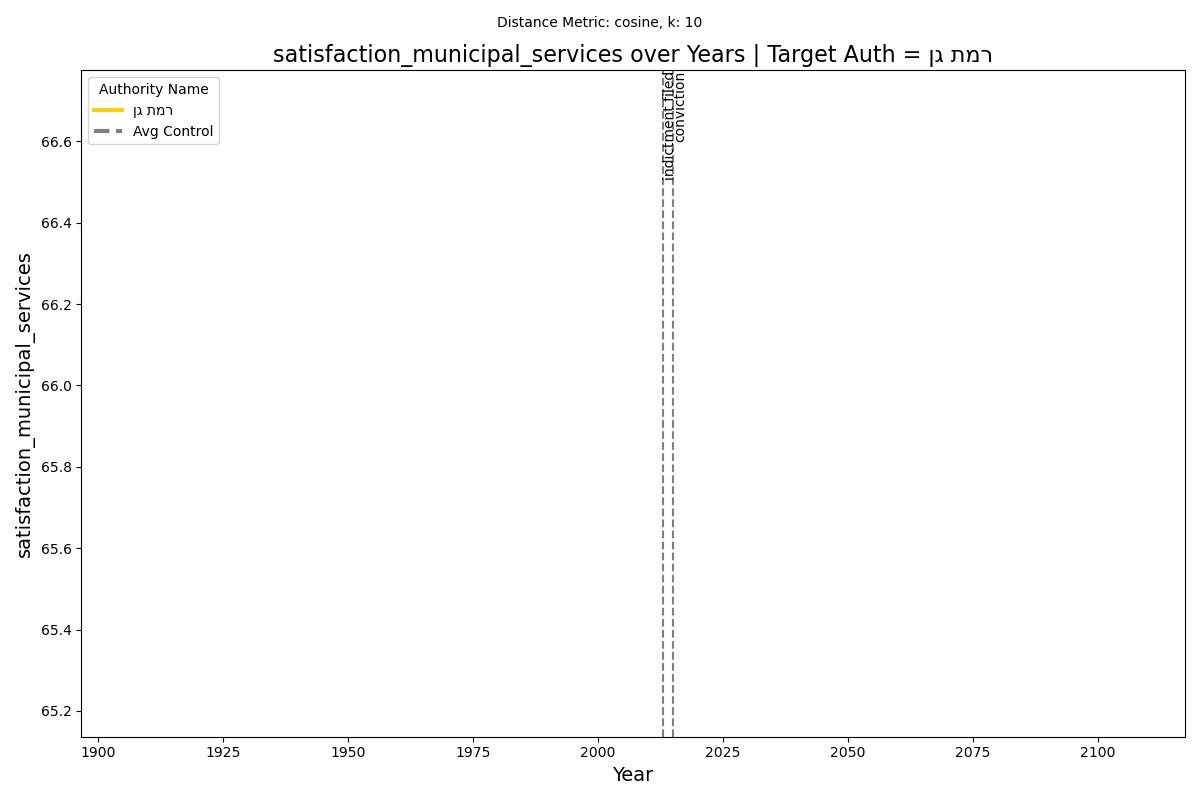 Distance Metric: cosine, k: 10
satisfaction_municipal_services over Years | Target Auth = רמת גן
Authority Name
רמת גן
Avg Control
indictment filed
conviction
satisfaction_municipal_services
66.6
66.4
66.2
66.0
65.8
65.6
65.4
65.2
1900 1925 1950 1975 2000 2025 2050 2075 2100
Year